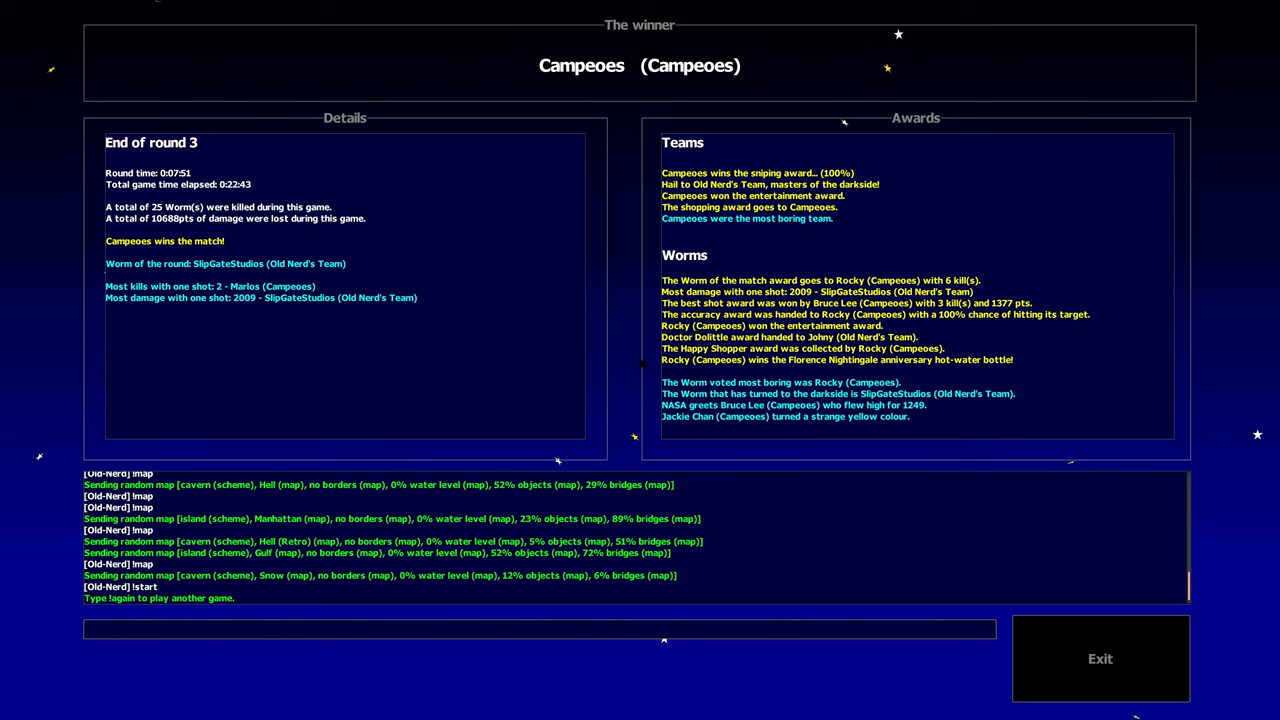 The winner
Campeoes (Campeoes)
Details
End of round 3
Round time: 0:07:51
Total game time elapsed: 0:22:43
A total of 25 Worm(s) were killed during this game.
A total of 10688pts of damage were lost during this game.
Campeoes wins the match!
Worm of the round: SlipGateStudios (Old Nerd's Team)
Most kills with one shot: 2 - Marlos (Campeoes)
Most damage with one shot: 2009 - SlipGateStudios (Old Nerd's Team)
Awards
Teams
Campeoes wins the sniping award... (100%)
Hail to Old Nerd's Team, masters of the darkside!
Campeoes won the entertainment award.
The shopping award goes to Campeoes.
Campeoes were the most boring team.
Worms
The Worm of the match award goes to Rocky (Campeoes) with 6 kill(s).
Most damage with one shot: 2009 - SlipGateStudios (Old Nerd's Team)
The best shot award was won by Bruce Lee (Campeoes) with 3 kill(s) and 1377 pts.
The accuracy award was handed to Rocky (Campeoes) with a 100% chance of hitting its target.
Rocky (Campeoes) won the entertainment award.
Doctor Dolittle award handed to Johny (Old Nerd's Team).
The Happy Shopper award was collected by Rocky (Campeoes).
Rocky (Campeoes) wins the Florence Nightingale anniversary hot-water bottle!
The Worm voted most boring was Rocky (Campeoes).
The Worm that has turned to the darkside is SlipGateStudios (Old Nerd's Team).
NASA greets Bruce Lee (Campeoes) who flew high for 1249.
Jackie Chan (Campeoes) turned a strange yellow colour.
[Old-Nerd] !map
Sending random map [cavern (scheme), Hell (map), no borders (map), 0% water level (map), 52% objects (map), 29% bridges (map)]
[Old-Nerd] !map
[Old-Nerd] !map
Sending random map [island (scheme), Manhattan (map), no borders (map), 0% water level (map), 23% objects (map), 89% bridges (map)]
[Old-Nerd] !map
Sending random map [cavern (scheme), Hell (Retro) (map), no borders (map), 0% water level (map), 5% objects (map), 51% bridges (map)]
Sending random map [island (scheme), Gulf (map), no borders (map), 0% water level (map), 52% objects (map), 72% bridges (map)]
[Old-Nerd] !map
Sending random map [cavern (scheme), Snow (map), no borders (map), 0% water level (map), 12% objects (map), 6% bridges (map)]
[Old-Nerd] !start
Type !again to play another game.
Exit